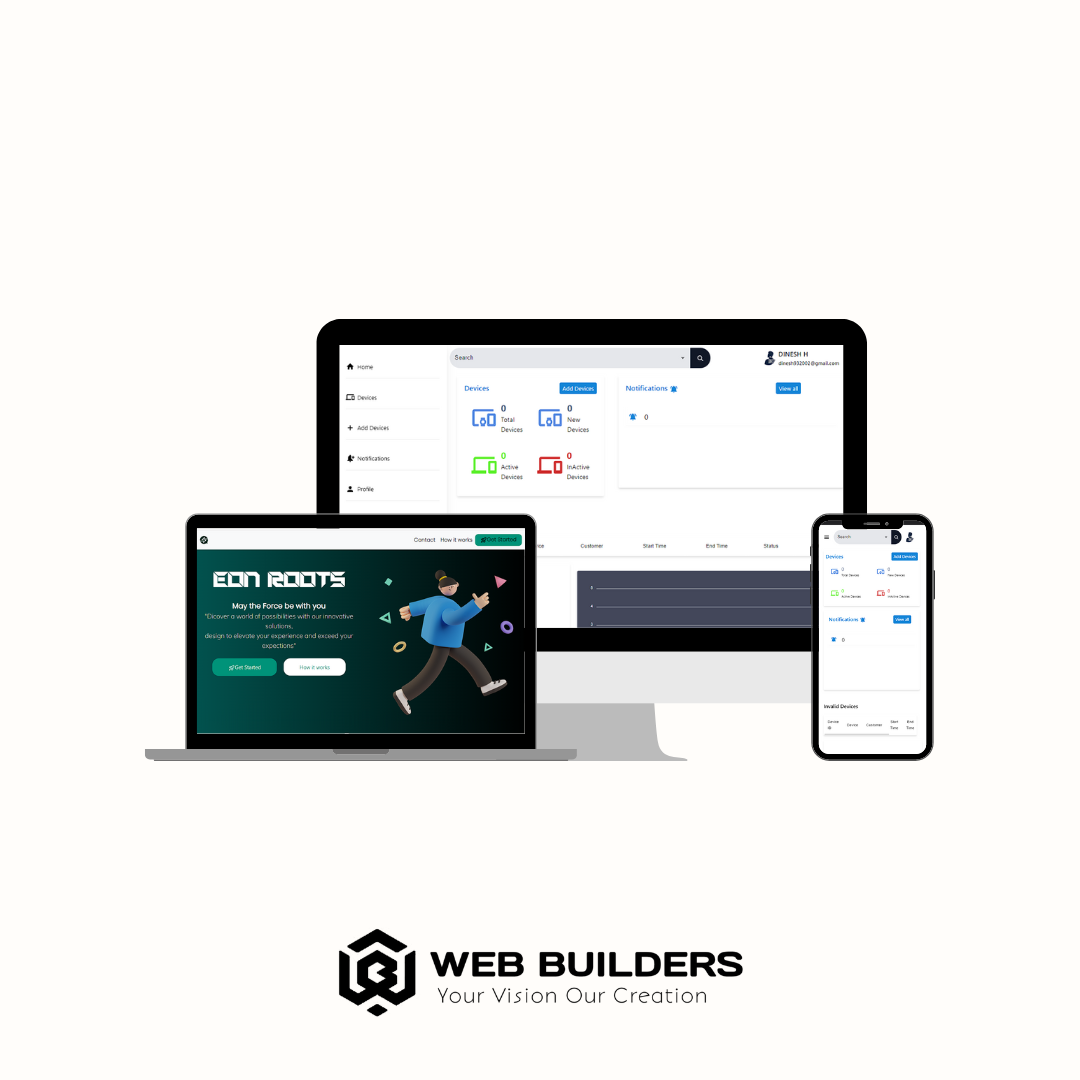 Search
DINESH H
dinesh932002@gmail.com
Home
Devices
Add Devices
Notifications
Profile
Devices
Add Devices
0
Total
Devices
0
New
Devices
0
Active
Devices
0
InActive
Devices
Notifications
View all
0
Customer
Start Time
End Time
Status
5
4
3
Contact
How it works
Get Started
EON ROOTS
May the Force be with you
"Dicover a world of possibilities with our innovative
solutions,
design to elevate your experience and exceed your
expections"
Get Started
How it works
Search
Devices
Add Devices
0
Total Devices
0
New Devices
0
Active Devices
0
InActive Devices
Notifications
View all
0
Invalid Devices
Device
ID
Device
Customer
Start
Time
End
Time
WEB BUILDERS
Your Vision Our Creation